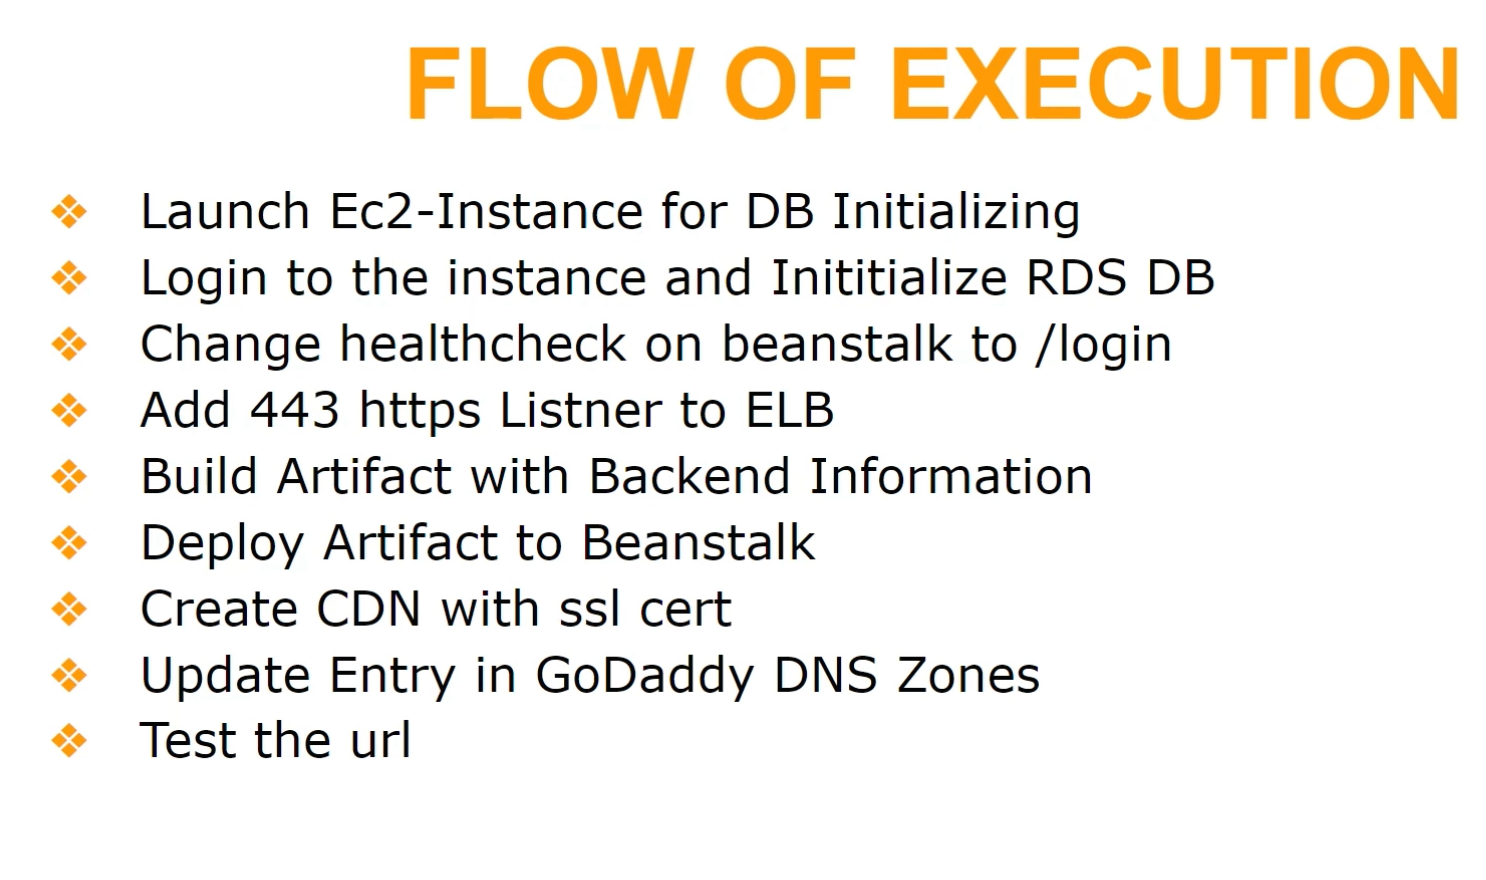 FLOW OF EXECUTION
Launch Ec2-Instance for DB Initializing
Login to the instance and Inititialize RDS DB
Change healthcheck on beanstalk to /login
Add 443 https Listner to ELB
Build Artifact with Backend Information
Deploy Artifact to Beanstalk
Create CDN with ssl cert
Update Entry in GoDaddy DNS Zones
Test the url